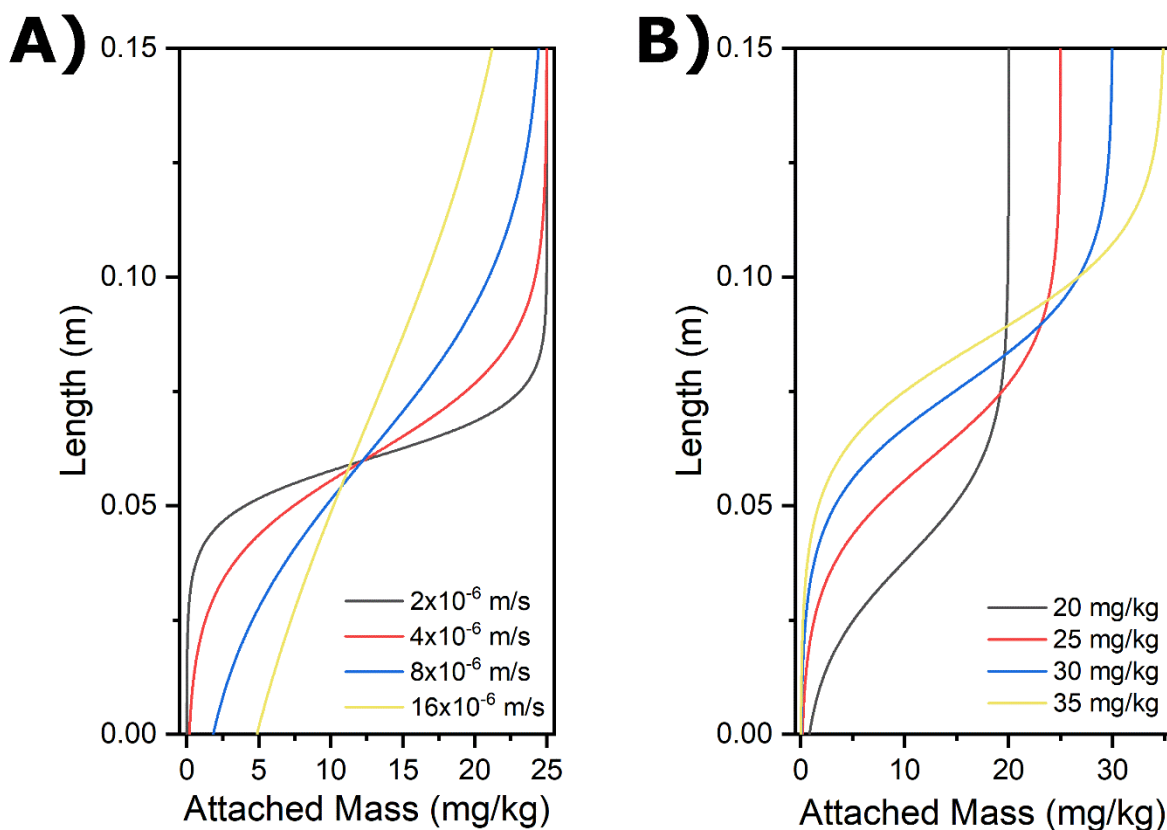 A)
0.15
0.10
0.05
0.00
Length (m)
2x10⁻⁶ m/s
4x10⁻⁶ m/s
8x10⁻⁶ m/s
16x10⁻⁶ m/s
0 5 10 15 20 25
Attached Mass (mg/kg)
B)
0.15
0.10
0.05
0.00
Length (m)
20 mg/kg
25 mg/kg
30 mg/kg
35 mg/kg
0 10 20 30
Attached Mass (mg/kg)